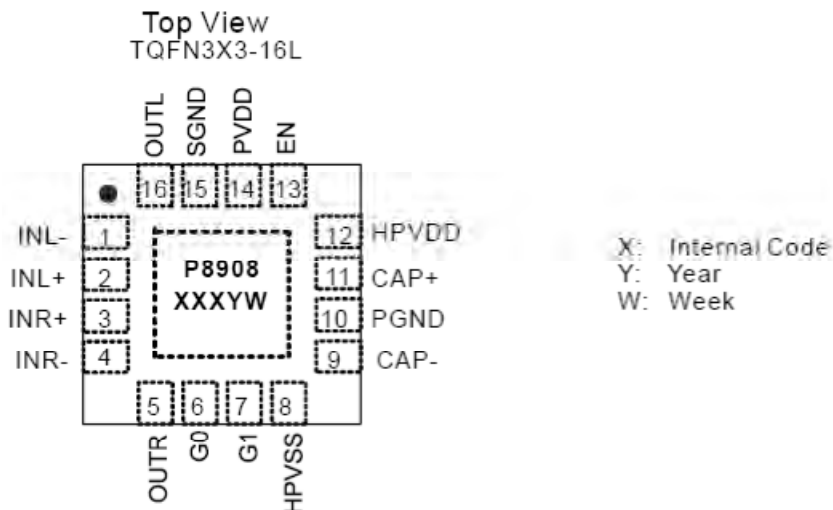 Top View
TQFN3X3-16L
OUTL SGND PVDD EN
16 15 14 13
INL- 1 12 HPVDD
INL+ 2 11 CAP+
INR+ 3 10 PGND
INR- 4 9 CAP-
P8908
XXXYW
5 6 7 8
OUTR G0 G1 HPVSS
X: Internal Code
Y: Year
W: Week